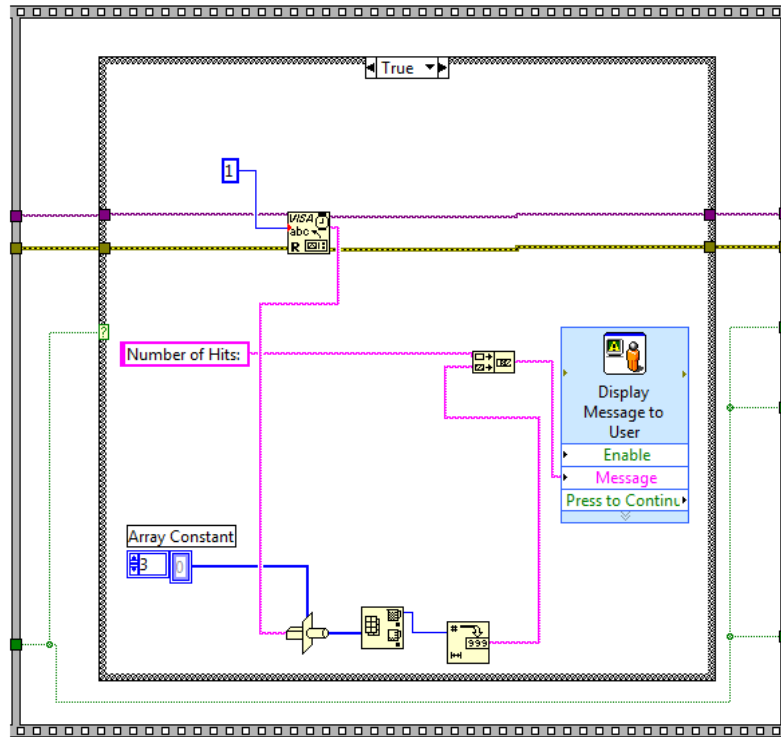 True
1
VISA
abc
R
Number of Hits:
Display
Message to
User
Enable
Message
Press to Continu
Array Constant
3
0
#
999